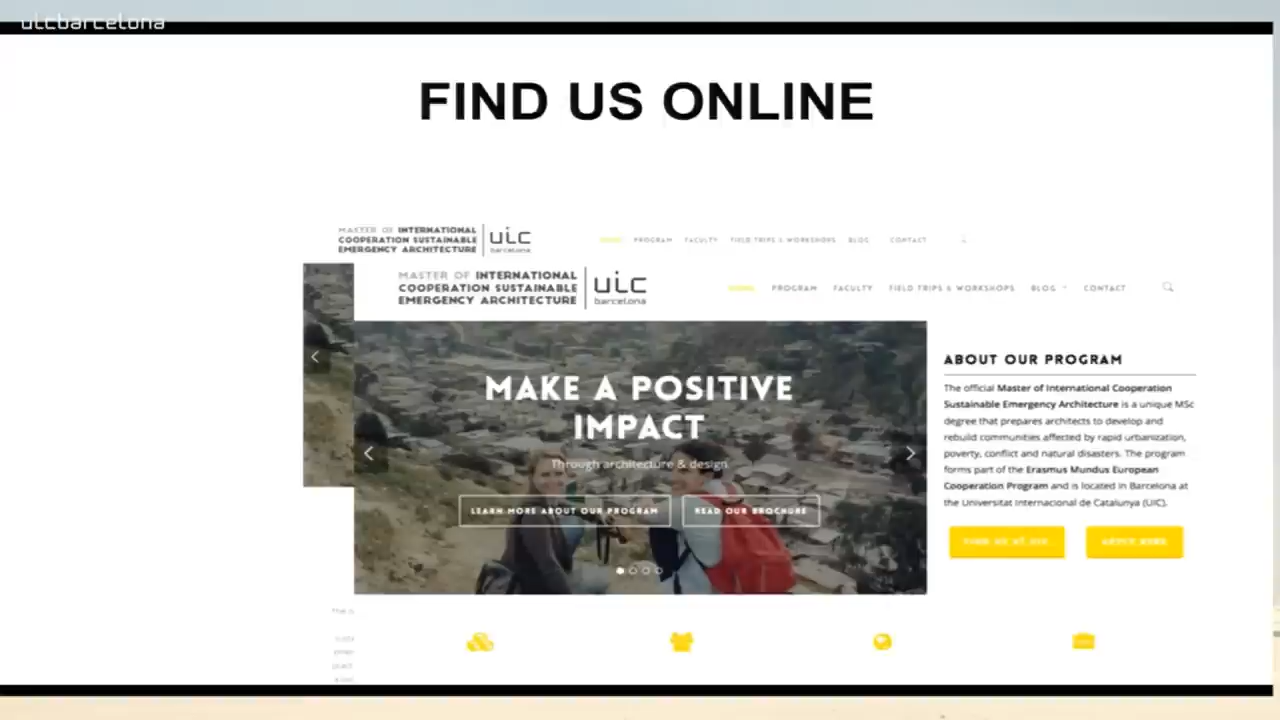 uicbarcelona
FIND US ONLINE
MASTER OF INTERNATIONAL
COOPERATION SUSTAINABLE
EMERGENCY ARCHITECTURE
uic
barcelona
HOME PROGRAM FACULTY FIELD TRIPS & WORKSHOPS BLOG CONTACT
MASTER OF INTERNATIONAL
COOPERATION SUSTAINABLE
EMERGENCY ARCHITECTURE
uic
barcelona
HOME PROGRAM FACULTY FIELD TRIPS & WORKSHOPS BLOG CONTACT
MAKE A POSITIVE
IMPACT
Through architecture & design
LEARN MORE ABOUT OUR PROGRAM READ OUR BROCHURE
ABOUT OUR PROGRAM
The official Master of International Cooperation
Sustainable Emergency Architecture is a unique MSc
degree that prepares architects to develop and
rebuild communities affected by rapid urbanization,
poverty, conflict and natural disasters. The program
forms part of the Erasmus Mundus European
Cooperation Program and is located in Barcelona at
the Universitat Internacional de Catalunya (UIC).